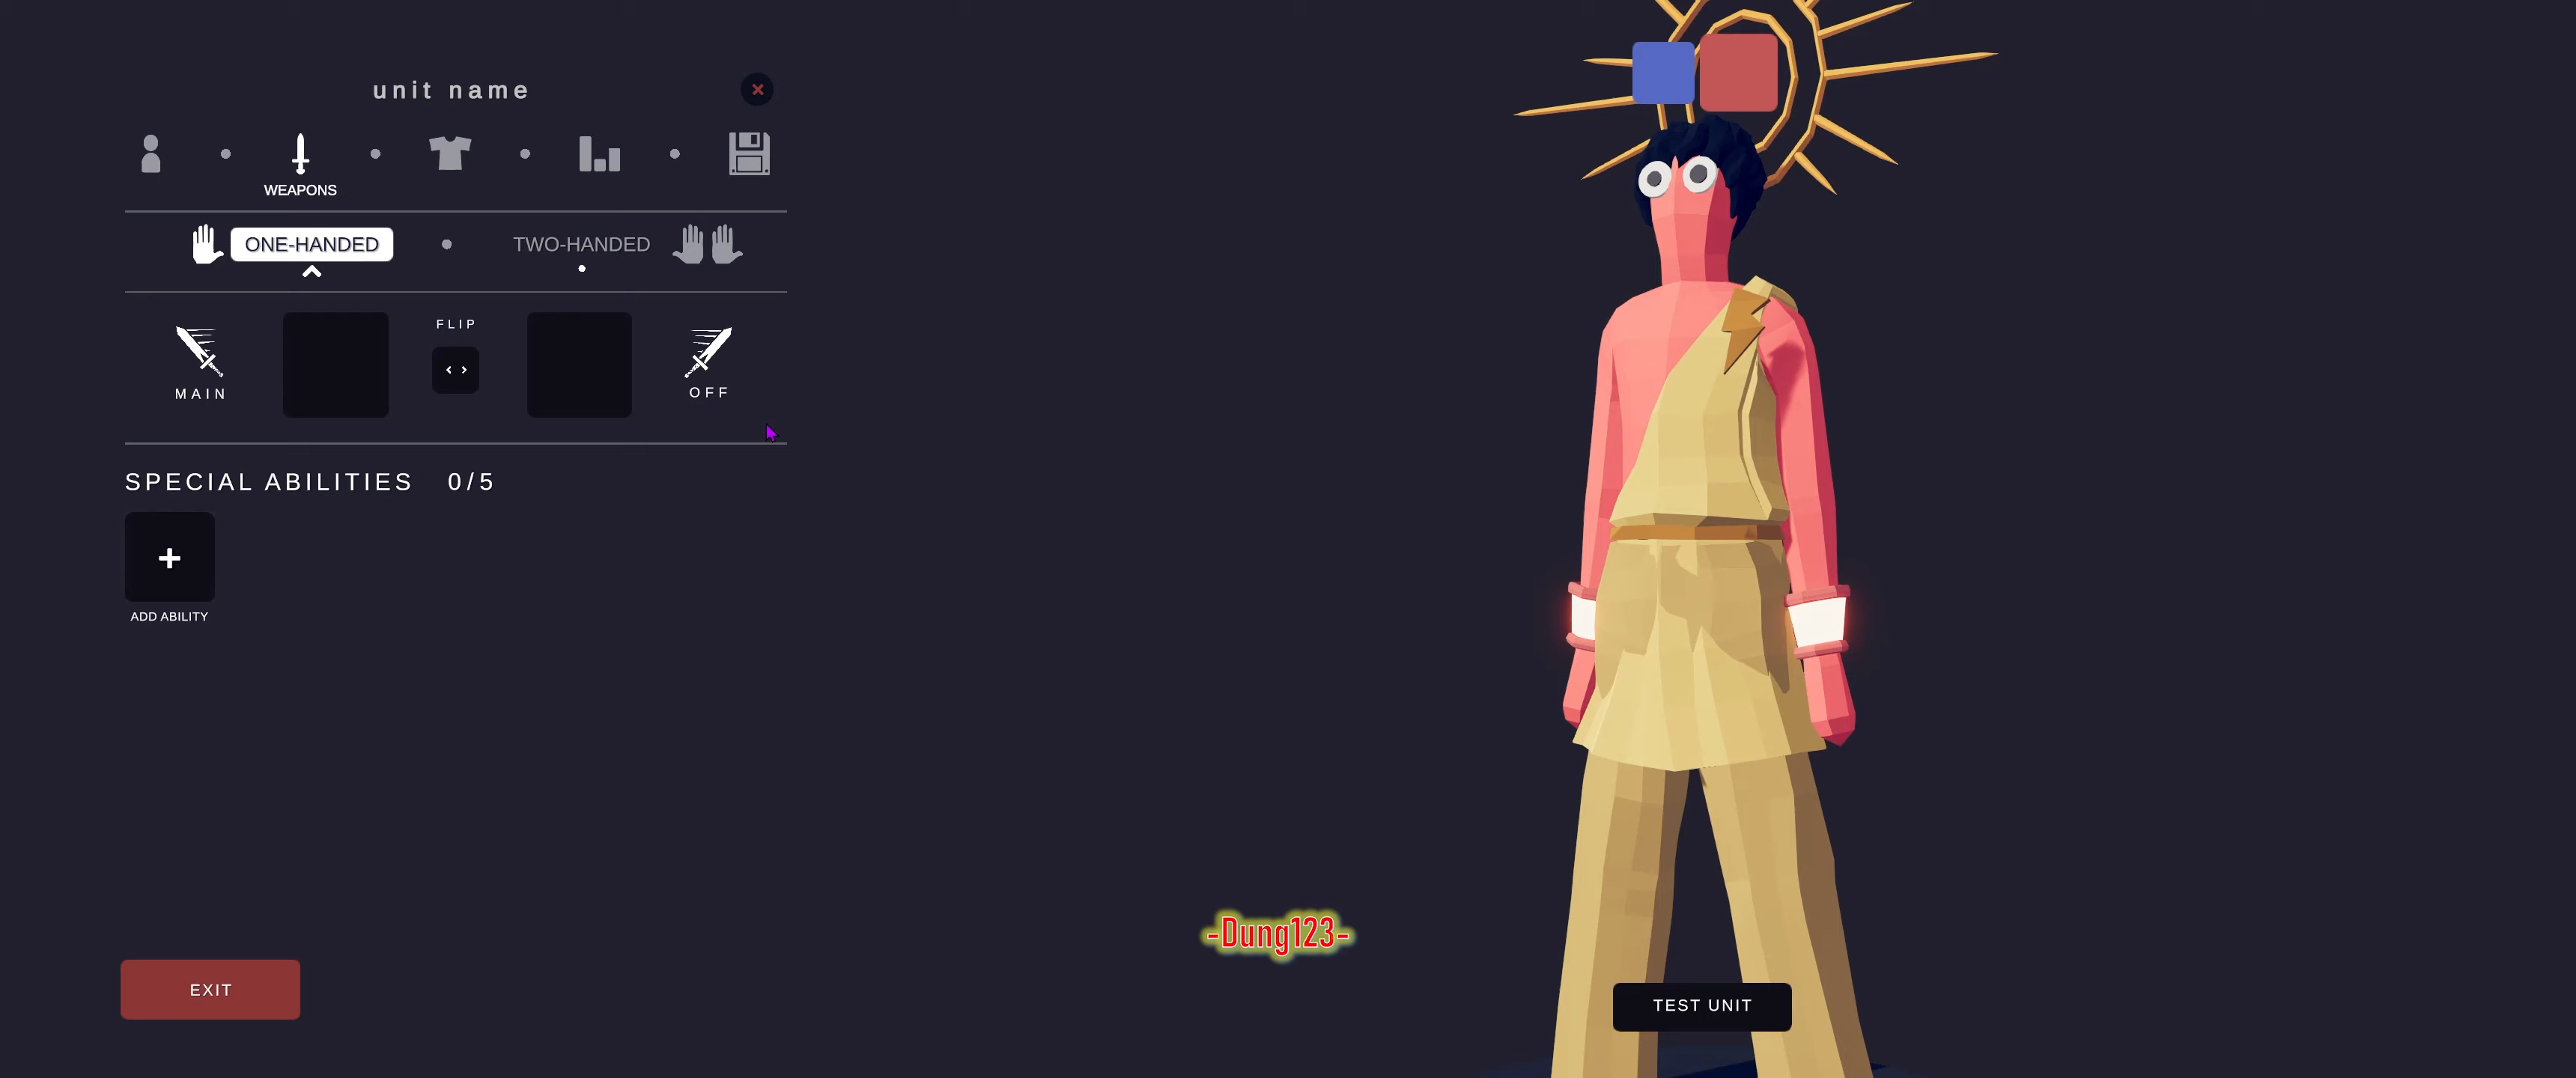 unit name
WEAPONS
ONE-HANDED
TWO-HANDED
FLIP
MAIN
OFF
SPECIAL ABILITIES 0/5
ADD ABILITY
-Dung123-
EXIT
TEST UNIT